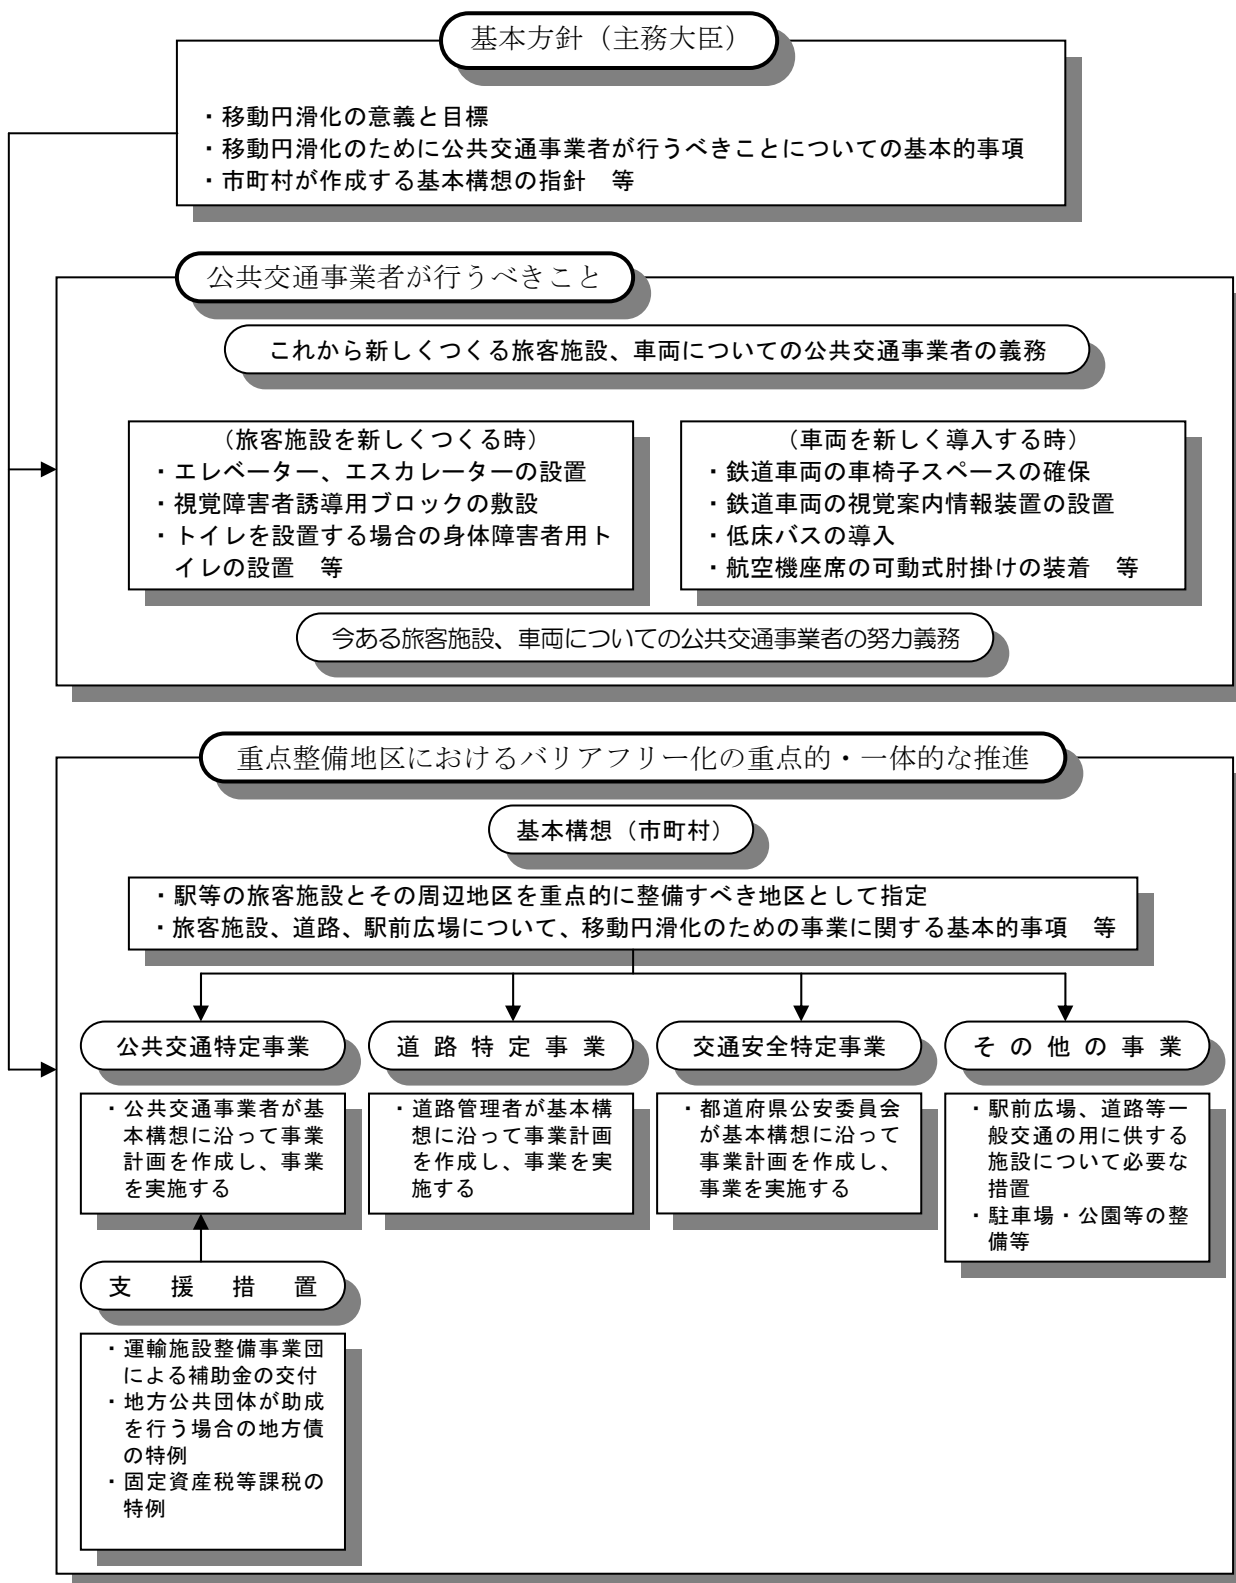 基本方針（主務大臣）
・移動円滑化の意義と目標
・移動円滑化のために公共交通事業者が行うべきことについての基本的事項
・市町村が作成する基本構想の指針　等
公共交通事業者が行うべきこと
これから新しくつくる旅客施設、車両についての公共交通事業者の義務
（旅客施設を新しくつくる時）
・エレベーター、エスカレーターの設置
・視覚障害者誘導用ブロックの敷設
・トイレを設置する場合の身体障害者用ト
イレの設置　等
（車両を新しく導入する時）
・鉄道車両の車椅子スペースの確保
・鉄道車両の視覚案内情報装置の設置
・低床バスの導入
・航空機座席の可動式肘掛けの装着　等
今ある旅客施設、車両についての公共交通事業者の努力義務
重点整備地区におけるバリアフリー化の重点的・一体的な推進
基本構想（市町村）
・駅等の旅客施設とその周辺地区を重点的に整備すべき地区として指定
・旅客施設、道路、駅前広場について、移動円滑化のための事業に関する基本的事項　等
公共交通特定事業
・公共交通事業者が基
本構想に沿って事業
計画を作成し、事業
を実施する
道路特定事業
・道路管理者が基本構
想に沿って事業計画
を作成し、事業を実
施する
交通安全特定事業
・都道府県公安委員会
が基本構想に沿って
事業計画を作成し、
事業を実施する
その他の事業
・駅前広場、道路等一
般交通の用に供する
施設について必要な
措置
・駐車場・公園等の整
備等
支援措置
・運輸施設整備事業団
による補助金の交付
・地方公共団体が助成
を行う場合の地方債
の特例
・固定資産税等課税の
特例